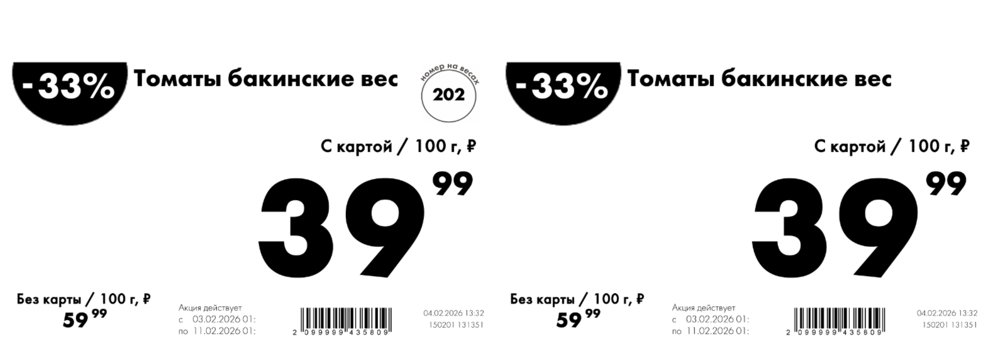 -33%
Томаты бакинские вес
номер на весах
202
С картой / 100 г, ₽
39 99
Без карты / 100 г, ₽
59 99
Акция действует
с 03.02.2026 01:
по 11.02.2026 01:
2 099999 435809
04.02.2026 13:32
150201 131351
-33%
Томаты бакинские вес
С картой / 100 г, ₽
39 99
Без карты / 100 г, ₽
59 99
Акция действует
с 03.02.2026 01:
по 11.02.2026 01:
2 099999 435809
04.02.2026 13:32
150201 131351